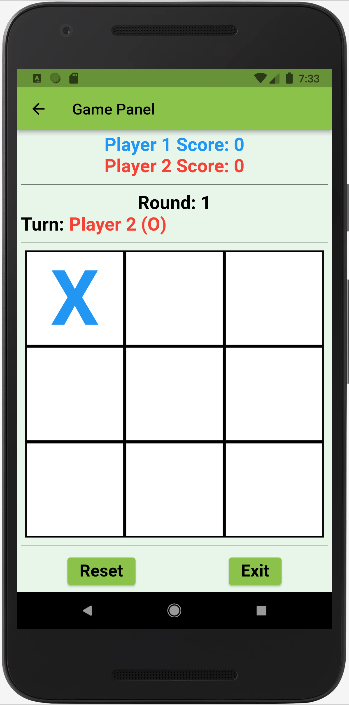 7:33
Game Panel
Player 1 Score: 0
Player 2 Score: 0
Round: 1
Turn: Player 2 (O)
X
Reset Exit